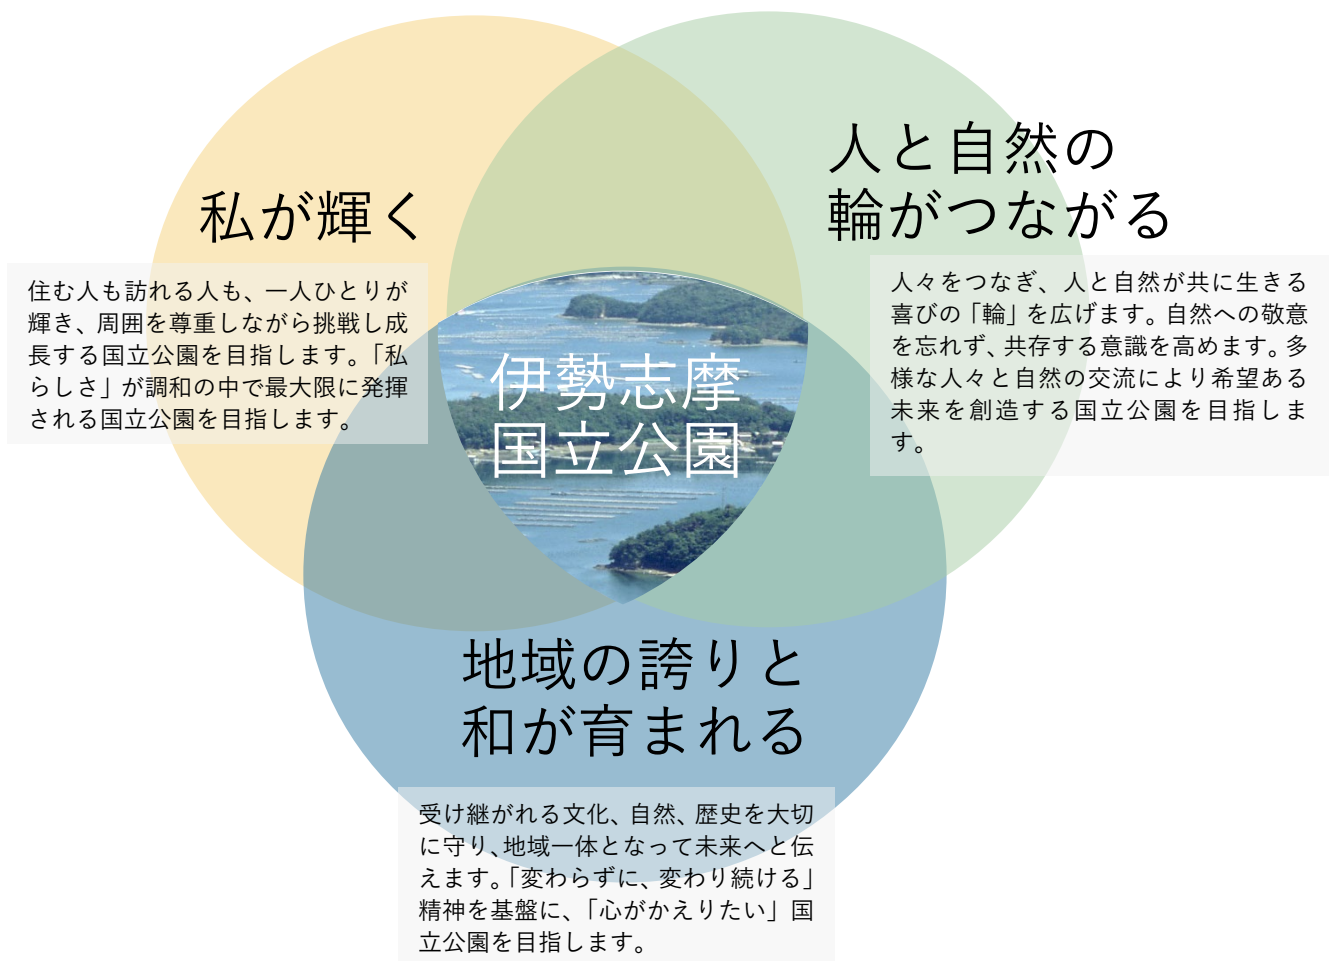 私が輝く
住む人も訪れる人も、一人ひとりが
輝き、周囲を尊重しながら挑戦し成
長する国立公園を目指します。「私
らしさ」が調和の中で最大限に発揮
される国立公園を目指します。
人と自然の
輪がつながる
人々をつなぎ、人と自然が共に生きる
喜びの「輪」を広げます。自然への敬意
を忘れず、共存する意識を高めます。多
様な人々と自然の交流により希望ある
未来を創造する国立公園を目指しま
す。
伊勢志摩
国立公園
地域の誇りと
和が育まれる
受け継がれる文化、自然、歴史を大切
に守り、地域一体となって未来へと伝
えます。「変わらずに、変わり続ける」
精神を基盤に、「心がかえりたい」国
立公園を目指します。